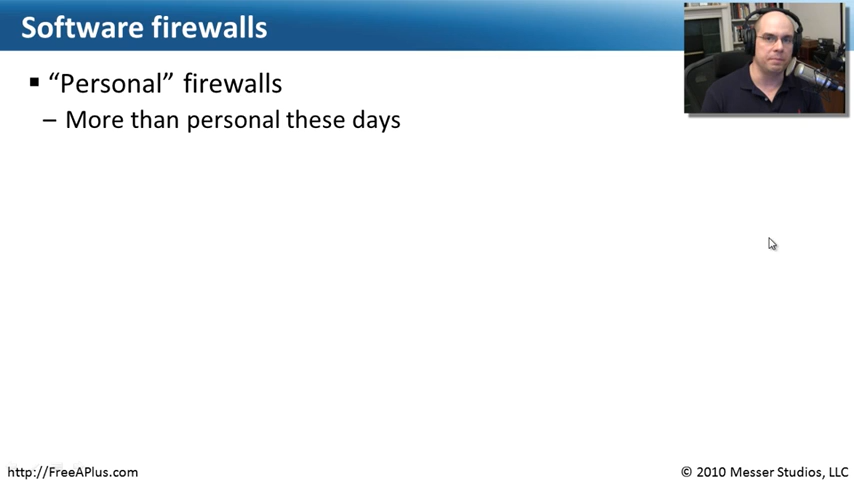 Software firewalls
▪ “Personal” firewalls
– More than personal these days
http://FreeAPlus.com
© 2010 Messer Studios, LLC